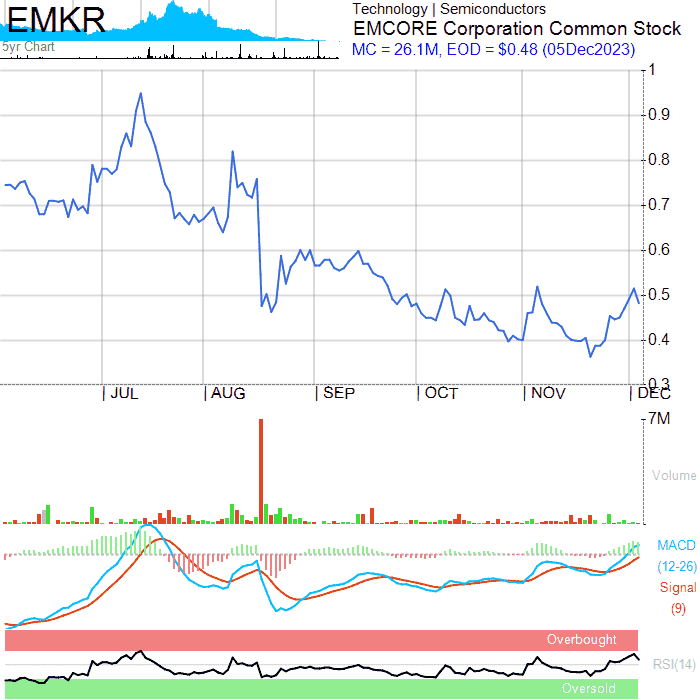 EMKR
5yr Chart
Technology | Semiconductors
EMCORE Corporation Common Stock
MC = 26.1M, EOD = $0.48 (05Dec2023)
1
0.9
0.8
0.7
0.6
0.5
0.4
0.3
JUL AUG SEP OCT NOV DEC
7M
Volume
MACD
(12-26)
Signal
(9)
Overbought
RSI(14)
Oversold